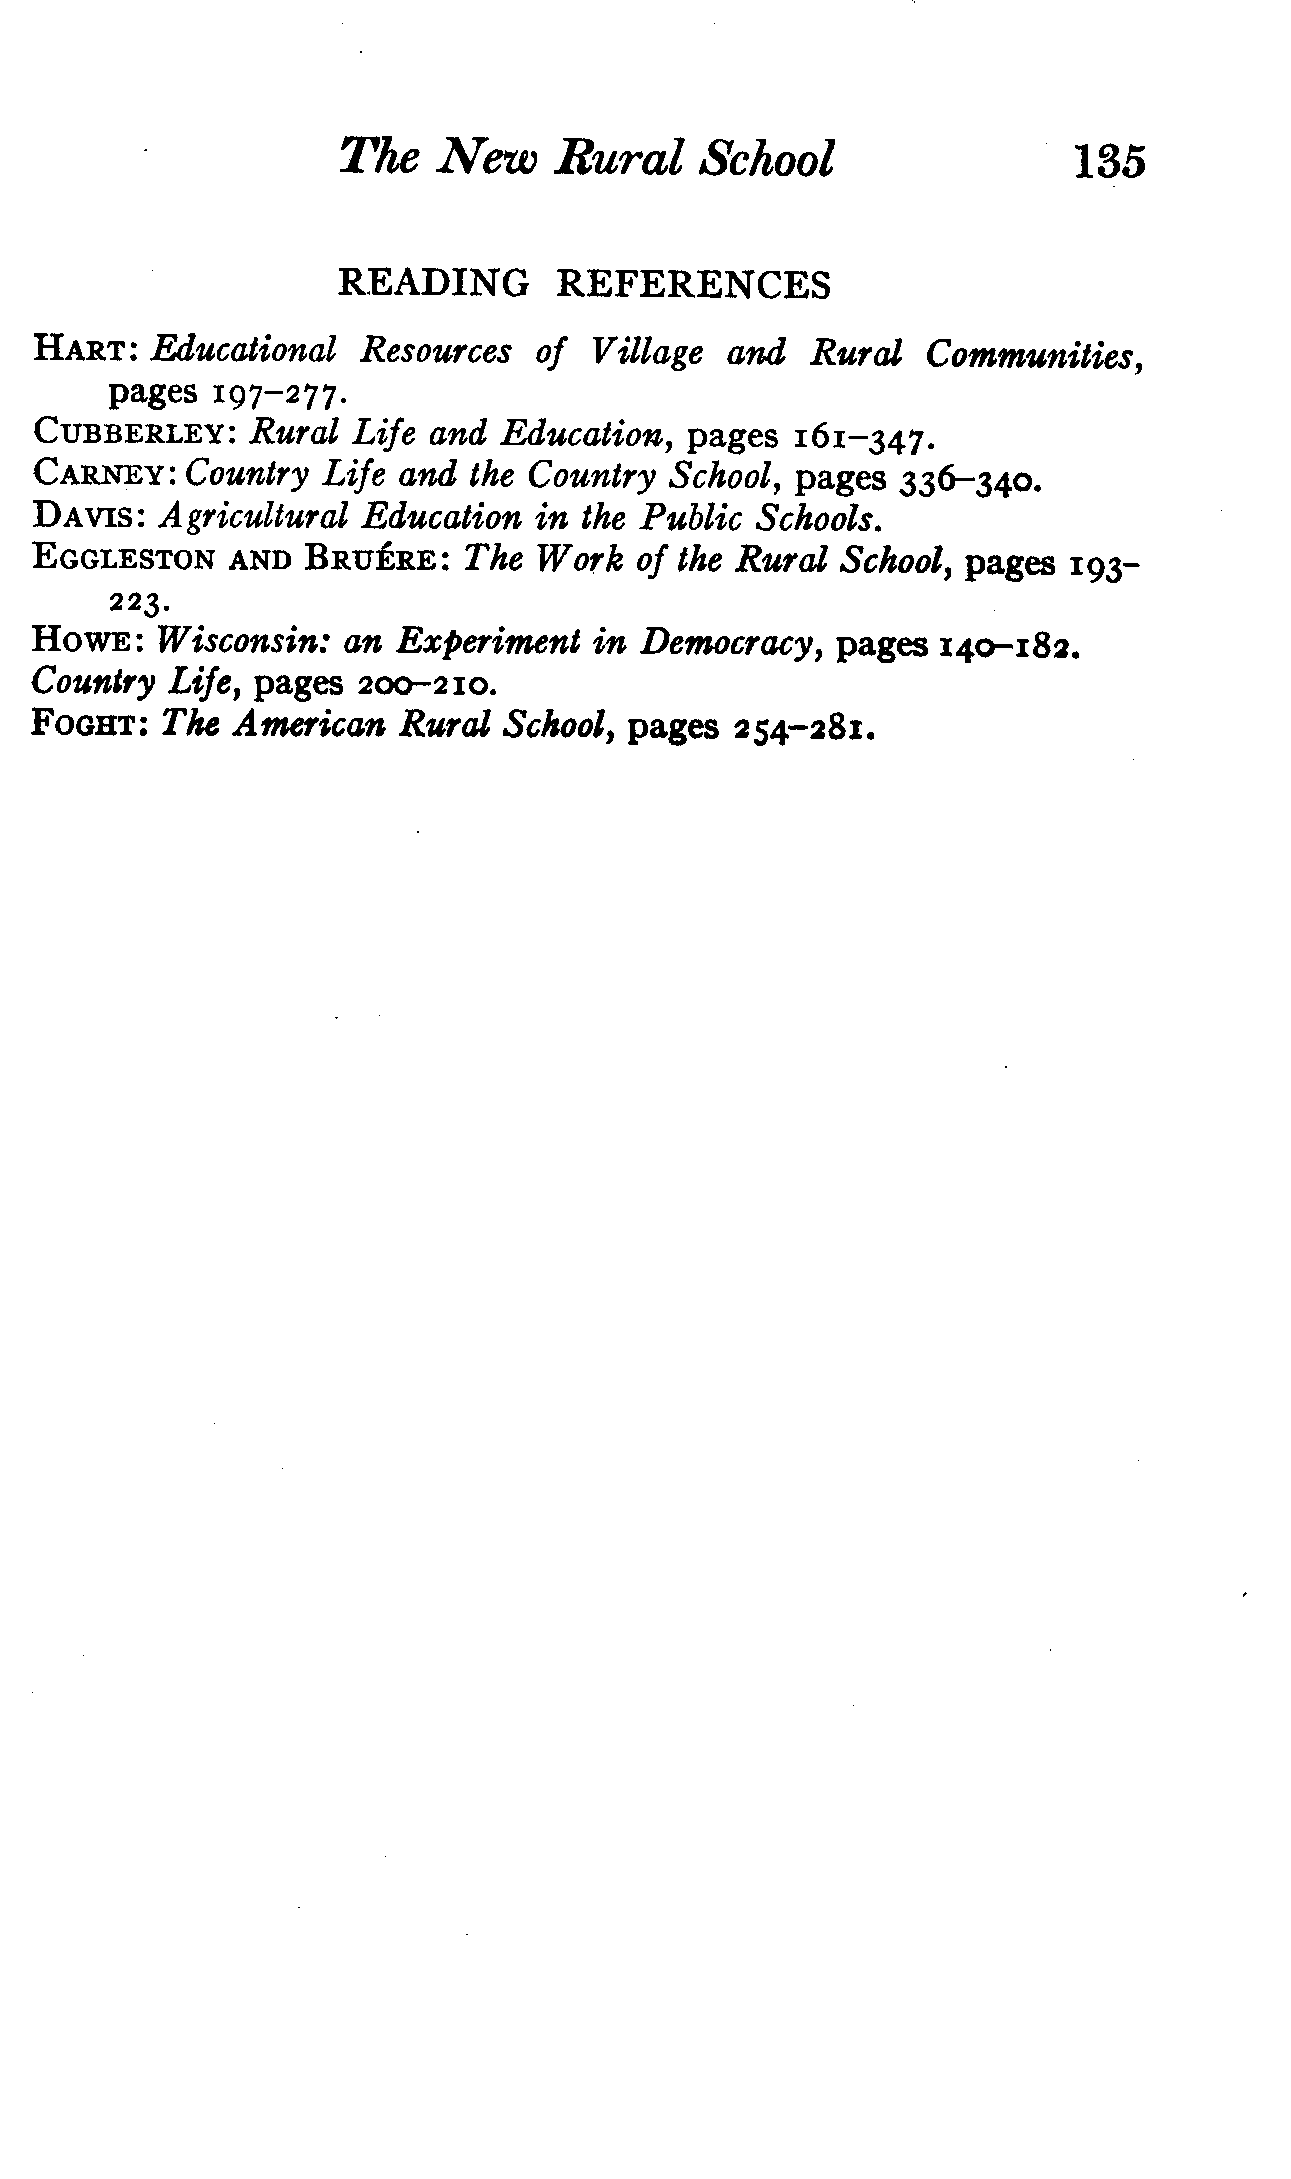 The New Rural School 135
READING REFERENCES
HART: Educational Resources of Village and Rural Communities,
pages 197–277.
CUBBERLEY: Rural Life and Education, pages 161–347.
CARNEY: Country Life and the Country School, pages 336–340.
DAVIS: Agricultural Education in the Public Schools.
EGGLESTON AND BRUÉRE: The Work of the Rural School, pages 193–
223.
HOWE: Wisconsin: an Experiment in Democracy, pages 140–182.
Country Life, pages 200–210.
FOGHT: The American Rural School, pages 254–281.